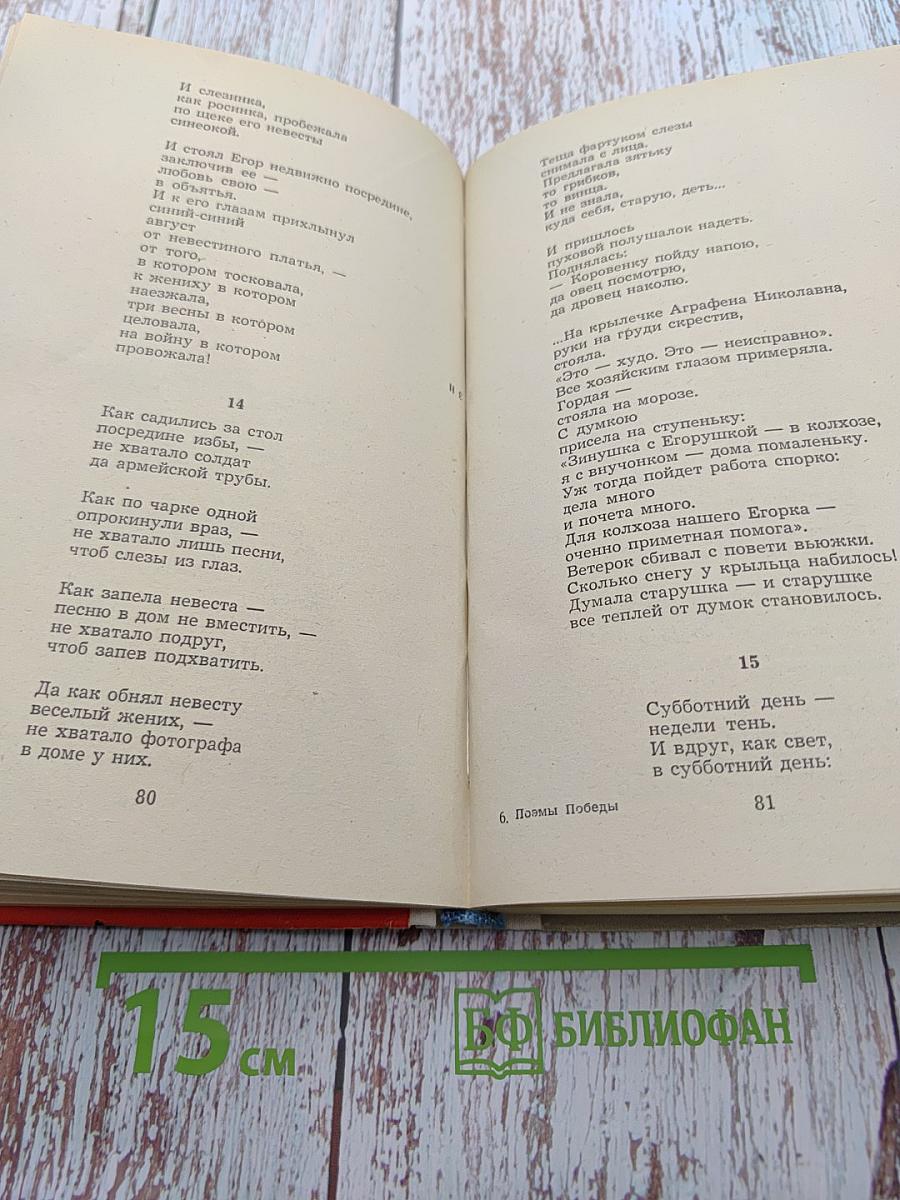 И слезинка,
как росинка, пробежала
по щеке его невесты
синеокой.
И стоял Егор недвижно посредине,
заключив ее —
любовь свою —
в объятья.
И к его глазам прихлынул
синий-синий
август
от невестиного платья, —
от того,
в котором тосковала,
к жениху в котором
наезжала,
три весны в котором
целовала,
на войну в котором
провожала!
14
Как садились за стол
посредине избы, —
не хватало солдат
да армейской трубы.
Как по чарке одной
опрокинули враз, —
не хватало лишь песни,
чтоб слезы из глаз.
Как запела невеста —
песню в дом не вместить, —
не хватало подруг,
чтоб запев подхватить.
Да как обнял невесту
веселый жених, —
не хватало фотографа
в доме у них.
80
Теща фартуком слезы
снимала с лица.
Предлагала зятьку
то грибков,
то винца.
И не знала,
куда себя, старую, деть...
И пришлось
пуховой полушалок надеть.
Поднялась:
— Коровенку пойду напою,
да овец посмотрю,
да дровец наколю.
...На крылечке Аграфена Николавна,
руки на груди скрестив,
стояла.
«Это — худо. Это — неисправно».
Все хозяйским глазом примеряла.
Гордая —
стояла на морозе.
С думкою
присела на ступеньку:
«Зинушка с Егорушкой — в колхозе,
я с внучонком — дома помаленьку.
Уж тогда пойдет работа спорко:
дела много
и почета много.
Для колхоза нашего Егорка —
оченно приметная помога».
Ветерок сбивал с повети вьюжки.
Сколько снегу у крыльца набилось!
Думала старушка — и старушке
все теплей от думок становилось.
15
Субботний день —
недели тень.
И вдруг, как свет,
в субботний день:
6. Поэмы Победы
81
15 см
БФ БИБЛИОФАН